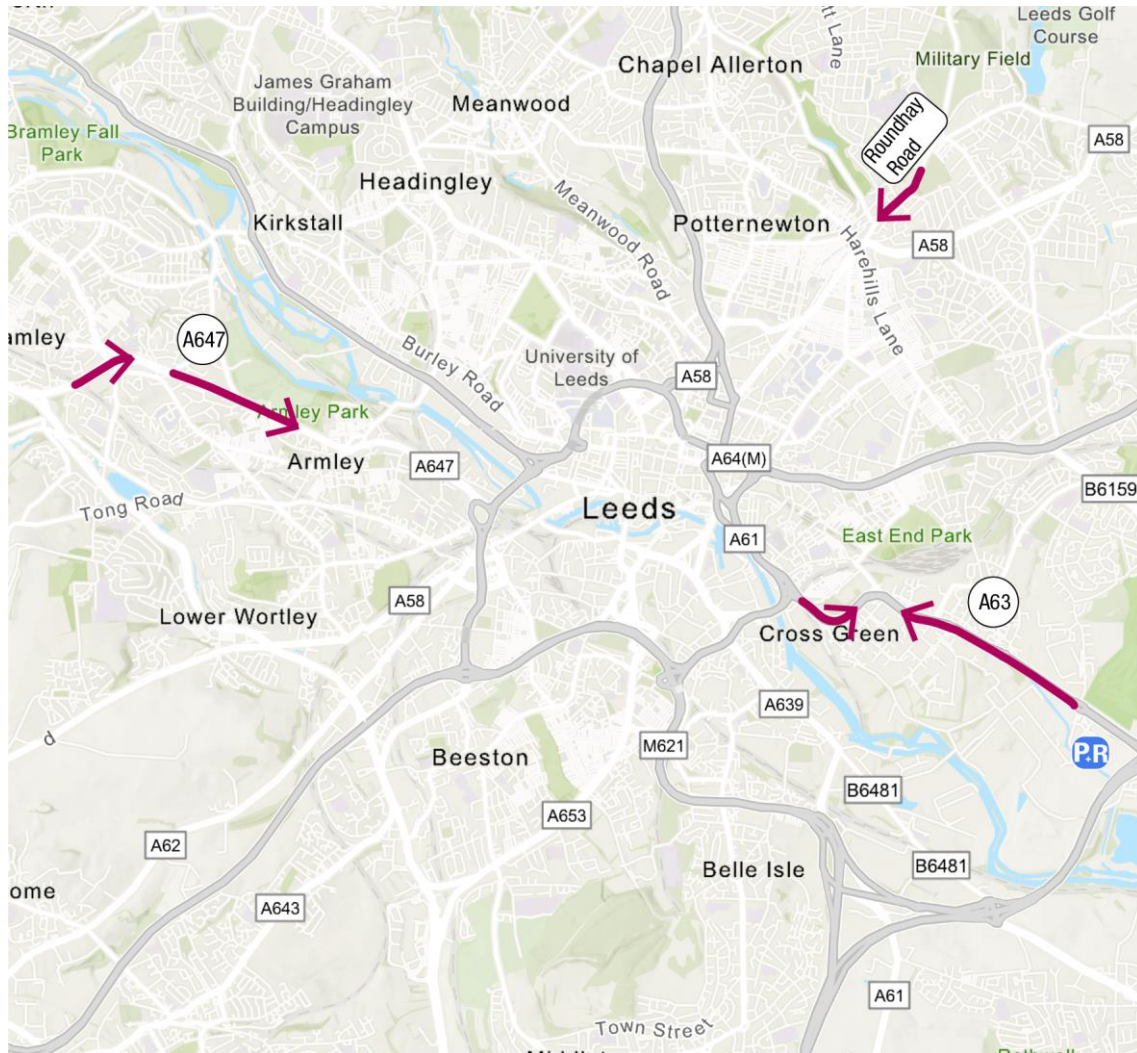 Leeds Golf
Course
Military Field
tt Lane
Chapel Allerton
James Graham
Building/Headingley
Campus
Meanwood
Bramley Fall
Park
A58
Roundhay
Road
Headingley
Meanwood Road
Kirkstall
Potternewton
A58
Harehills Lane
amley
A647
Burley Road
University of
Leeds
A58
Armley Park
Armley
A647
A64(M)
B6159
Tong Road
Leeds
A61
East End Park
A58
A63
Lower Wortley
Cross Green
A639
d
M621
P+R
Beeston
B6481
A653
A62
Belle Isle
B6481
ome
A643
A61
Town Street